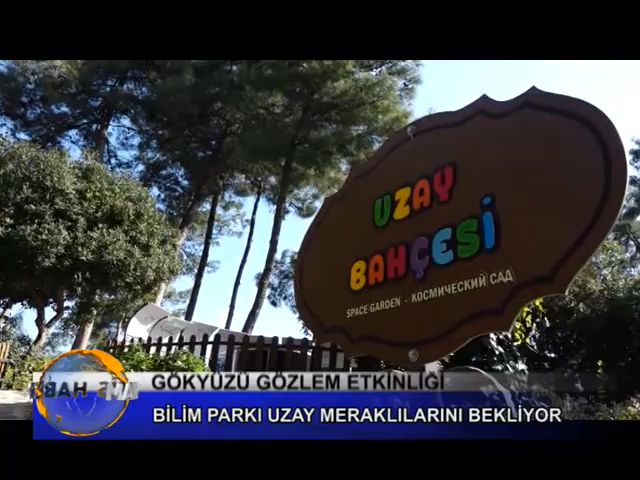 UZAY
BAHÇESİ
SPACE GARDEN - КОСМИЧЕСКИЙ САД
GÖKYÜZÜ GÖZLEM ETKİNLİĞİ
BİLİM PARKI UZAY MERAKLILARINI BEKLİYOR